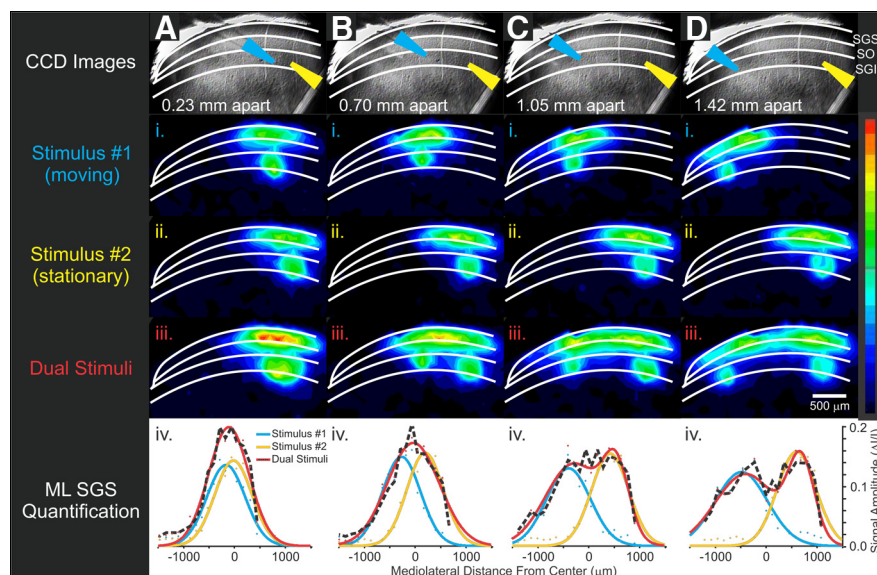 A B C D
CCD Images
SGS
SO
SGI
0.23 mm apart 0.70 mm apart 1.05 mm apart 1.42 mm apart
Stimulus #1
(moving)
i. i. i. i.
Stimulus #2
(stationary)
ii. ii. ii. ii.
Dual Stimuli
iii. iii. iii. iii.
500 µm
ML SGS
Quantification
iv. iv. iv. iv.
Stimulus #1
Stimulus #2
Dual Stimuli
0.2
0.1
0
Signal Amplitude (ΔI/I)
-1000 0 1000 -1000 0 1000 -1000 0 1000 -1000 0 1000
Mediolateral Distance From Center (µm)